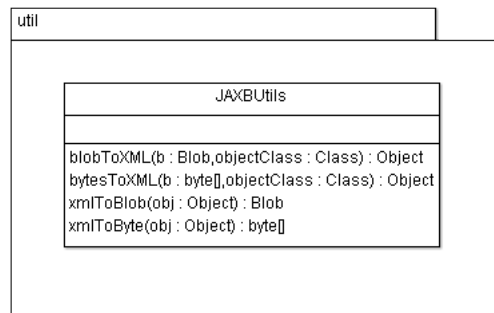 util
JAXBUtils
blobToXML(b : Blob,objectClass : Class) : Object
bytesToXML(b : byte[],objectClass : Class) : Object
xmlToBlob(obj : Object) : Blob
xmlToByte(obj : Object) : byte[]